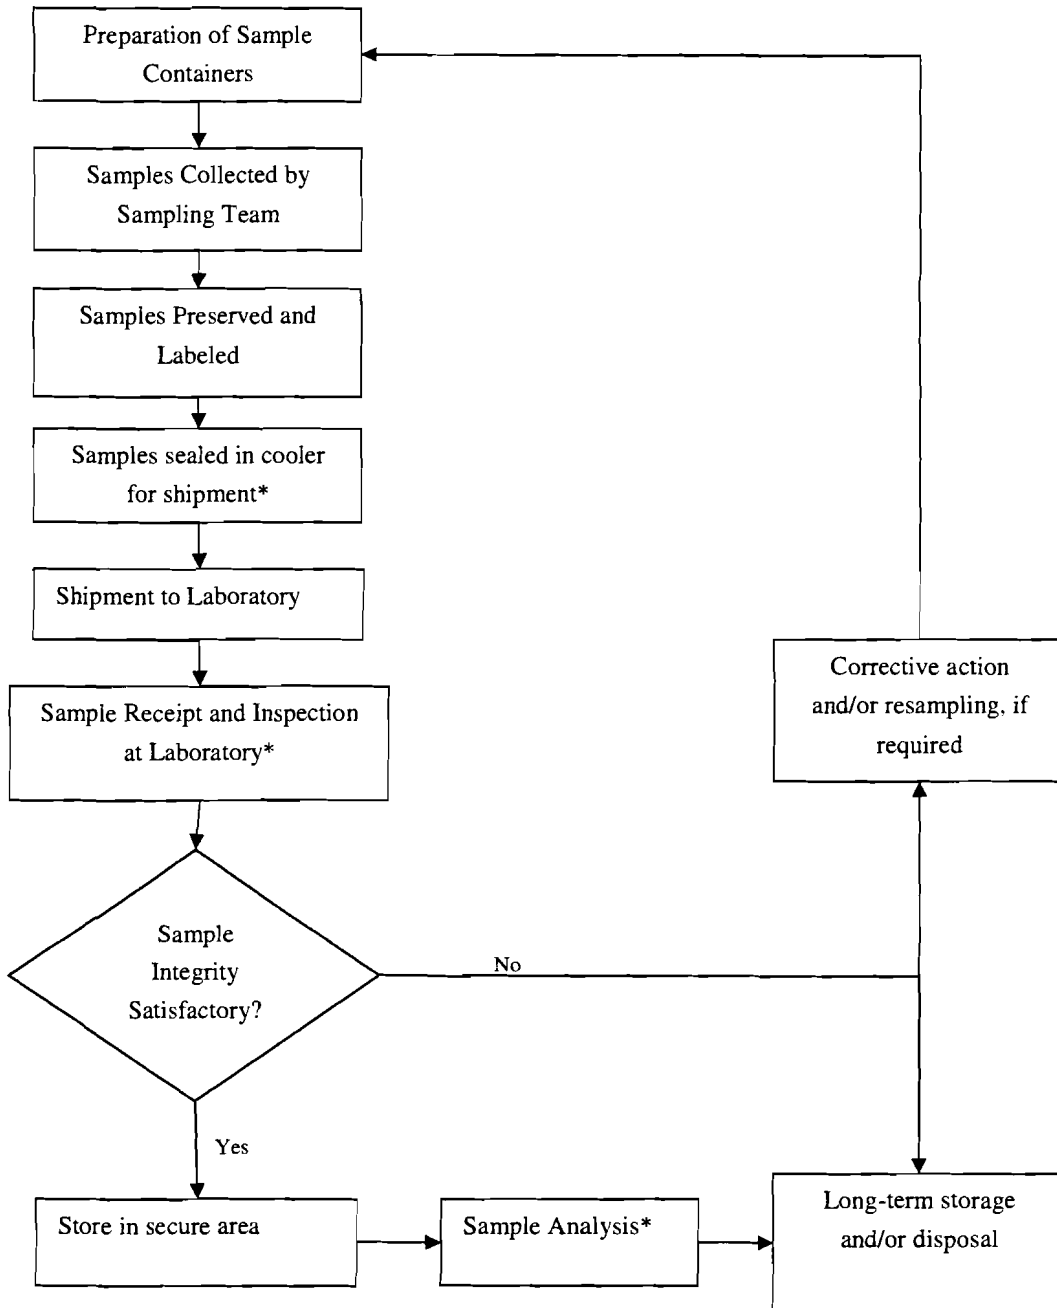 Preparation of Sample
Containers
Samples Collected by
Sampling Team
Samples Preserved and
Labeled
Samples sealed in cooler
for shipment*
Shipment to Laboratory
Sample Receipt and Inspection
at Laboratory*
Corrective action
and/or resampling, if
required
Sample
Integrity
Satisfactory?
No
Yes
Store in secure area
Sample Analysis*
Long-term storage
and/or disposal